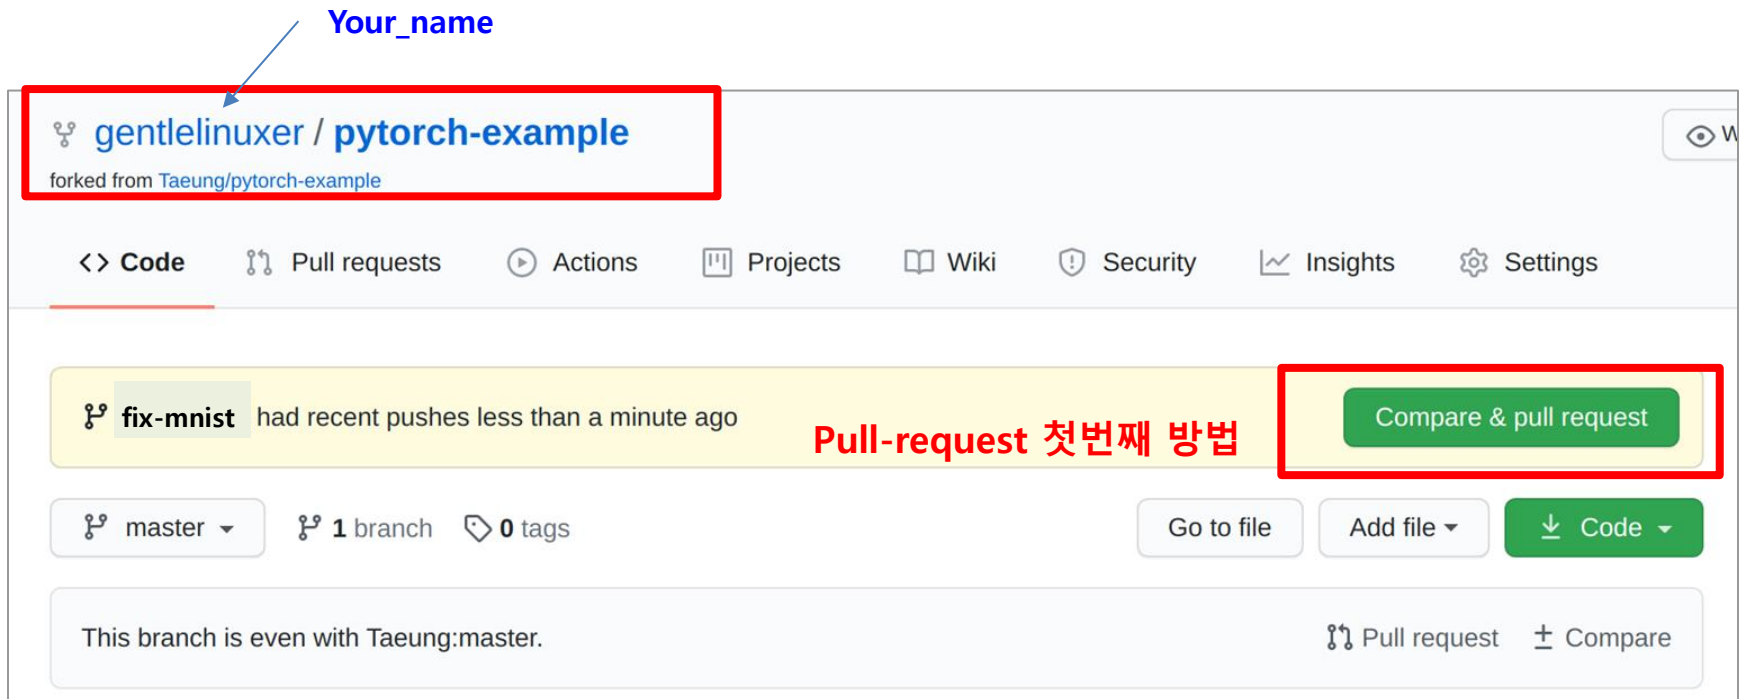 Your_name
gentlelinuxer / pytorch-example
W
forked from Taeung/pytorch-example
Code Pull requests Actions Projects Wiki Security Insights Settings
fix-mnist had recent pushes less than a minute ago
Pull-request 첫번째 방법
Compare & pull request
master 1 branch 0 tags Go to file Add file Code
This branch is even with Taeung:master. Pull request Compare